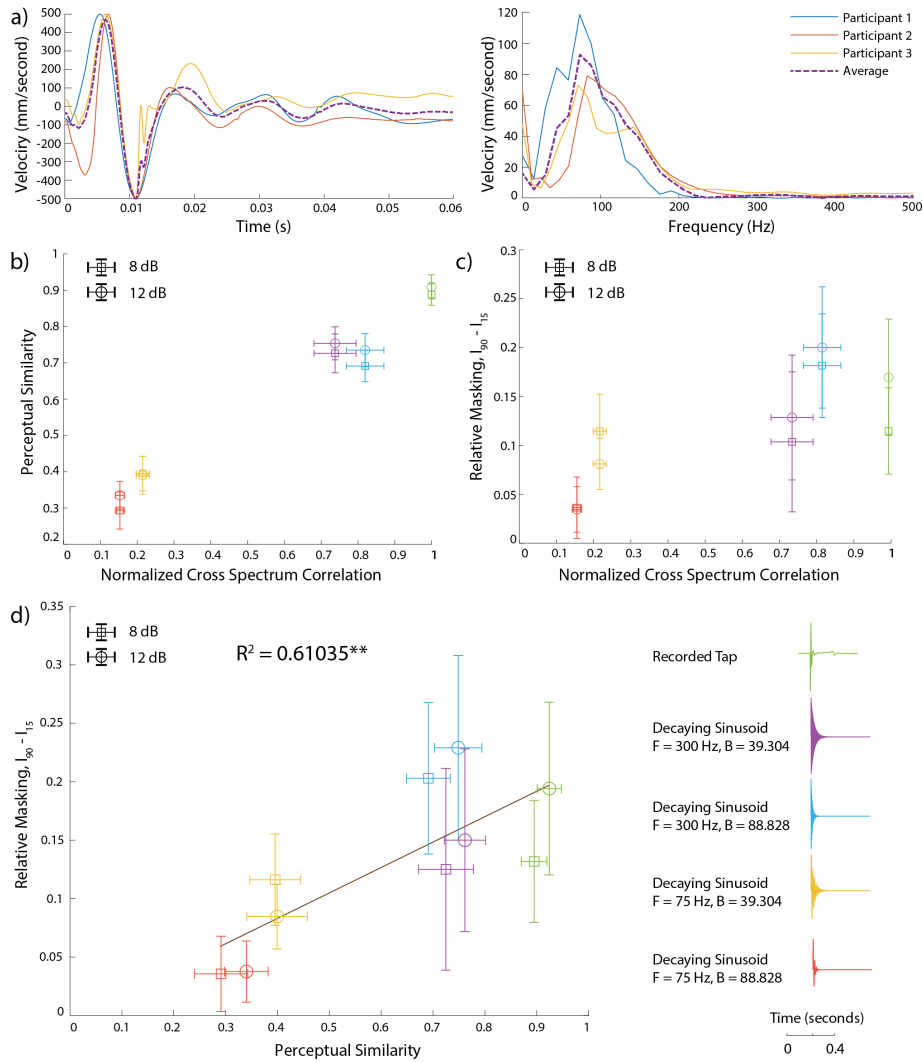 a)
Velociry (mm/second)
500
400
300
200
100
0
-100
-200
-300
-400
-500
0
0.01
0.02
0.03
0.04
0.05
0.06
Time (s)
Velociry (mm/second)
120
100
80
60
40
20
0
0
100
200
300
400
500
Frequency (Hz)
Participant 1
Participant 2
Participant 3
Average
b)
Perceptual Similarity
1
0.9
0.8
0.7
0.6
0.5
0.4
0.3
0.2
8 dB
12 dB
0
0.1
0.2
0.3
0.4
0.5
0.6
0.7
0.8
0.9
1
Normalized Cross Spectrum Correlation
c)
Relative Masking, I90 - I15
0.3
0.25
0.2
0.15
0.1
0.05
0
8 dB
12 dB
0
0.1
0.2
0.3
0.4
0.5
0.6
0.7
0.8
0.9
1
Normalized Cross Spectrum Correlation
d)
Relative Masking, I90 - I15
0.35
0.3
0.25
0.2
0.15
0.1
0.05
0
8 dB
12 dB
R² = 0.61035**
0
0.1
0.2
0.3
0.4
0.5
0.6
0.7
0.8
0.9
1
Perceptual Similarity
Recorded Tap
Decaying Sinusoid
F = 300 Hz, B = 39.304
Decaying Sinusoid
F = 300 Hz, B = 88.828
Decaying Sinusoid
F = 75 Hz, B = 39.304
Decaying Sinusoid
F = 75 Hz, B = 88.828
Time (seconds)
0
0.4